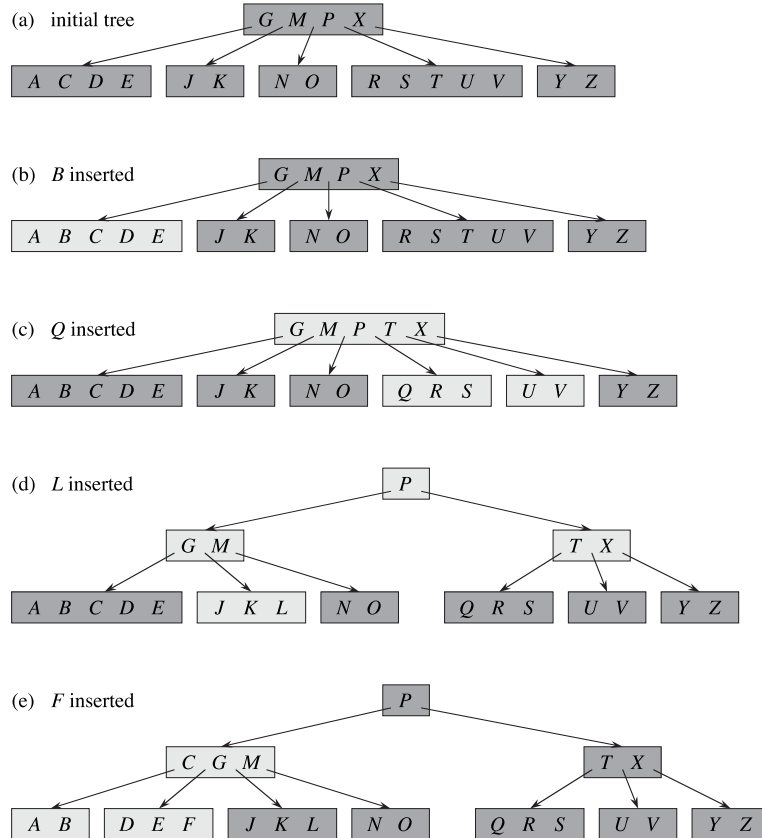 (a) initial tree
G M P X
A C D E J K N O R S T U V Y Z
(b) B inserted
G M P X
A B C D E J K N O R S T U V Y Z
(c) Q inserted
G M P T X
A B C D E J K N O Q R S U V Y Z
(d) L inserted
P
G M T X
A B C D E J K L N O Q R S U V Y Z
(e) F inserted
P
C G M T X
A B D E F J K L N O Q R S U V Y Z